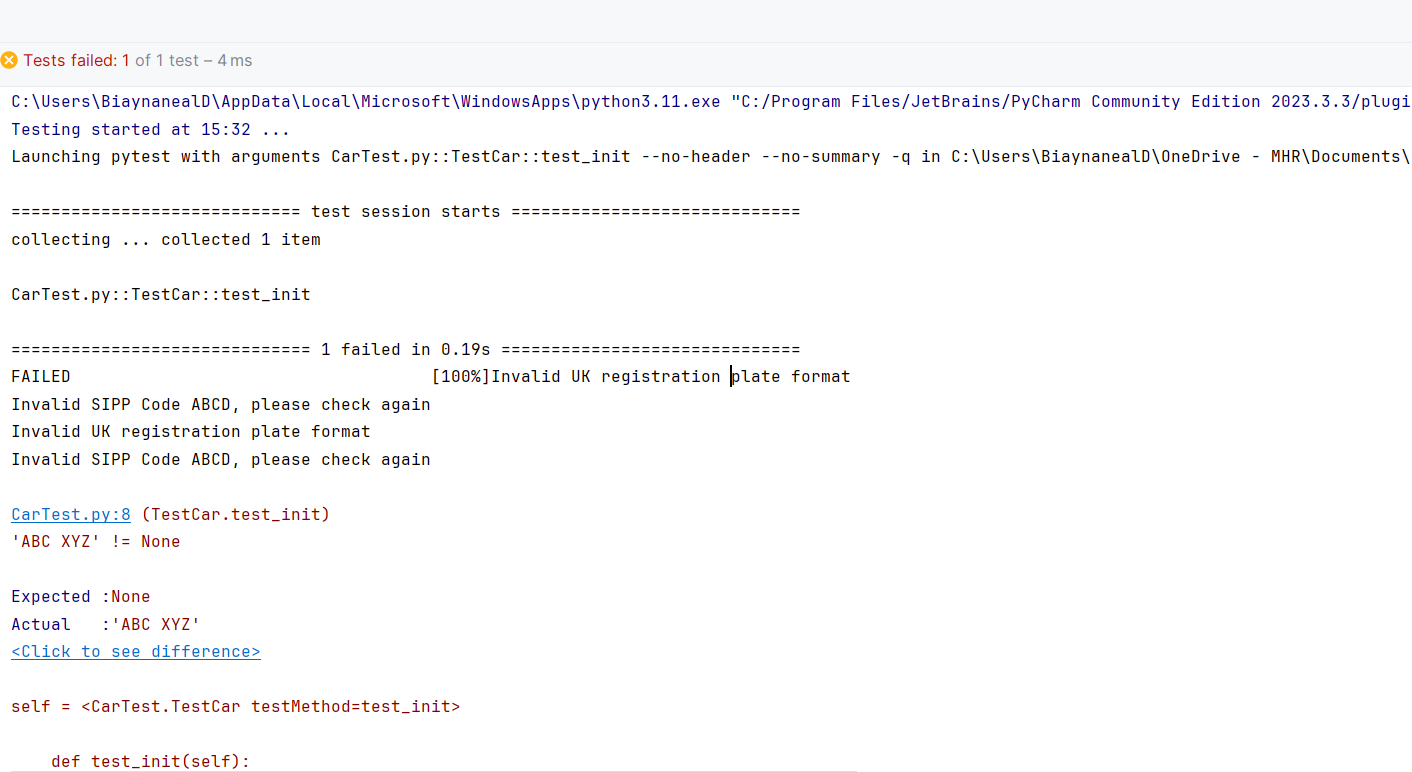 Tests failed: 1 of 1 test – 4 ms
C:\Users\BiaynanealD\AppData\Local\Microsoft\WindowsApps\python3.11.exe "C:/Program Files/JetBrains/PyCharm Community Edition 2023.3.3/plugi
Testing started at 15:32 ...
Launching pytest with arguments CarTest.py::TestCar::test_init --no-header --no-summary -q in C:\Users\BiaynanealD\OneDrive - MHR\Documents\
============================= test session starts =============================
collecting ... collected 1 item
CarTest.py::TestCar::test_init
============================== 1 failed in 0.19s ==============================
FAILED                                    [100%]Invalid UK registration plate format
Invalid SIPP Code ABCD, please check again
Invalid UK registration plate format
Invalid SIPP Code ABCD, please check again
CarTest.py:8 (TestCar.test_init)
'ABC XYZ' != None
Expected :None
Actual   :'ABC XYZ'
<Click to see difference>
self = <CarTest.TestCar testMethod=test_init>
    def test_init(self):